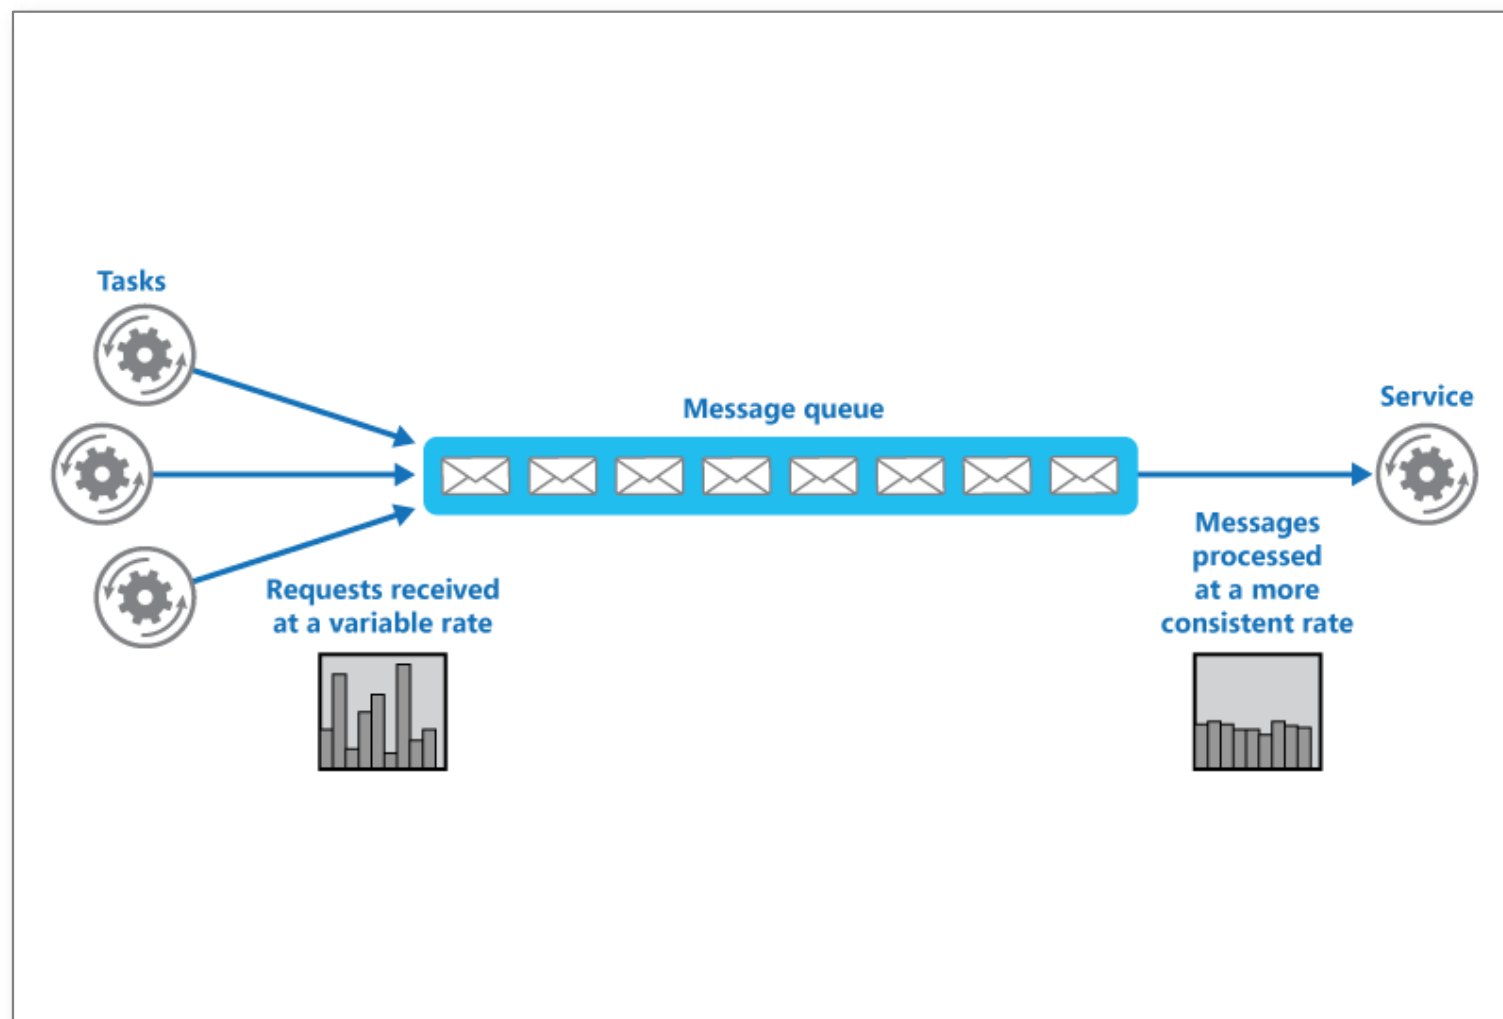 Tasks
Message queue
Service
Requests received
at a variable rate
Messages
processed
at a more
consistent rate